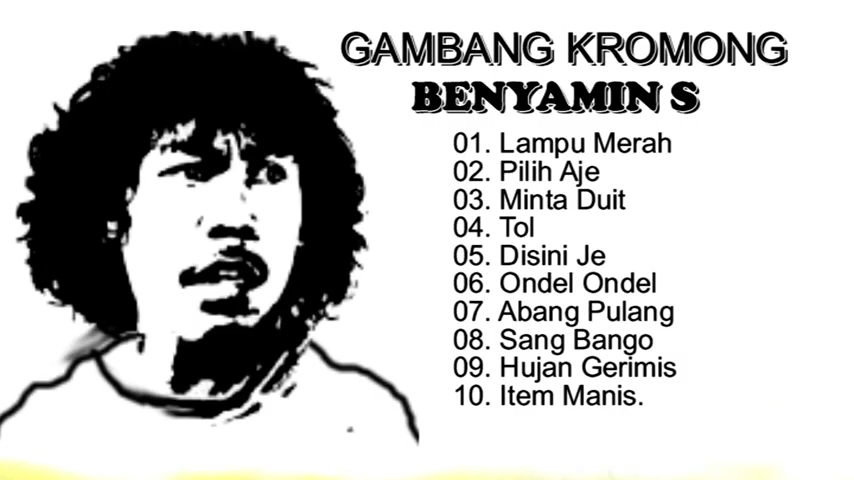 GAMBANG KROMONG
BENYAMIN S
01. Lampu Merah
02. Pilih Aje
03. Minta Duit
04. Tol
05. Disini Je
06. Ondel Ondel
07. Abang Pulang
08. Sang Bango
09. Hujan Gerimis
10. Item Manis.